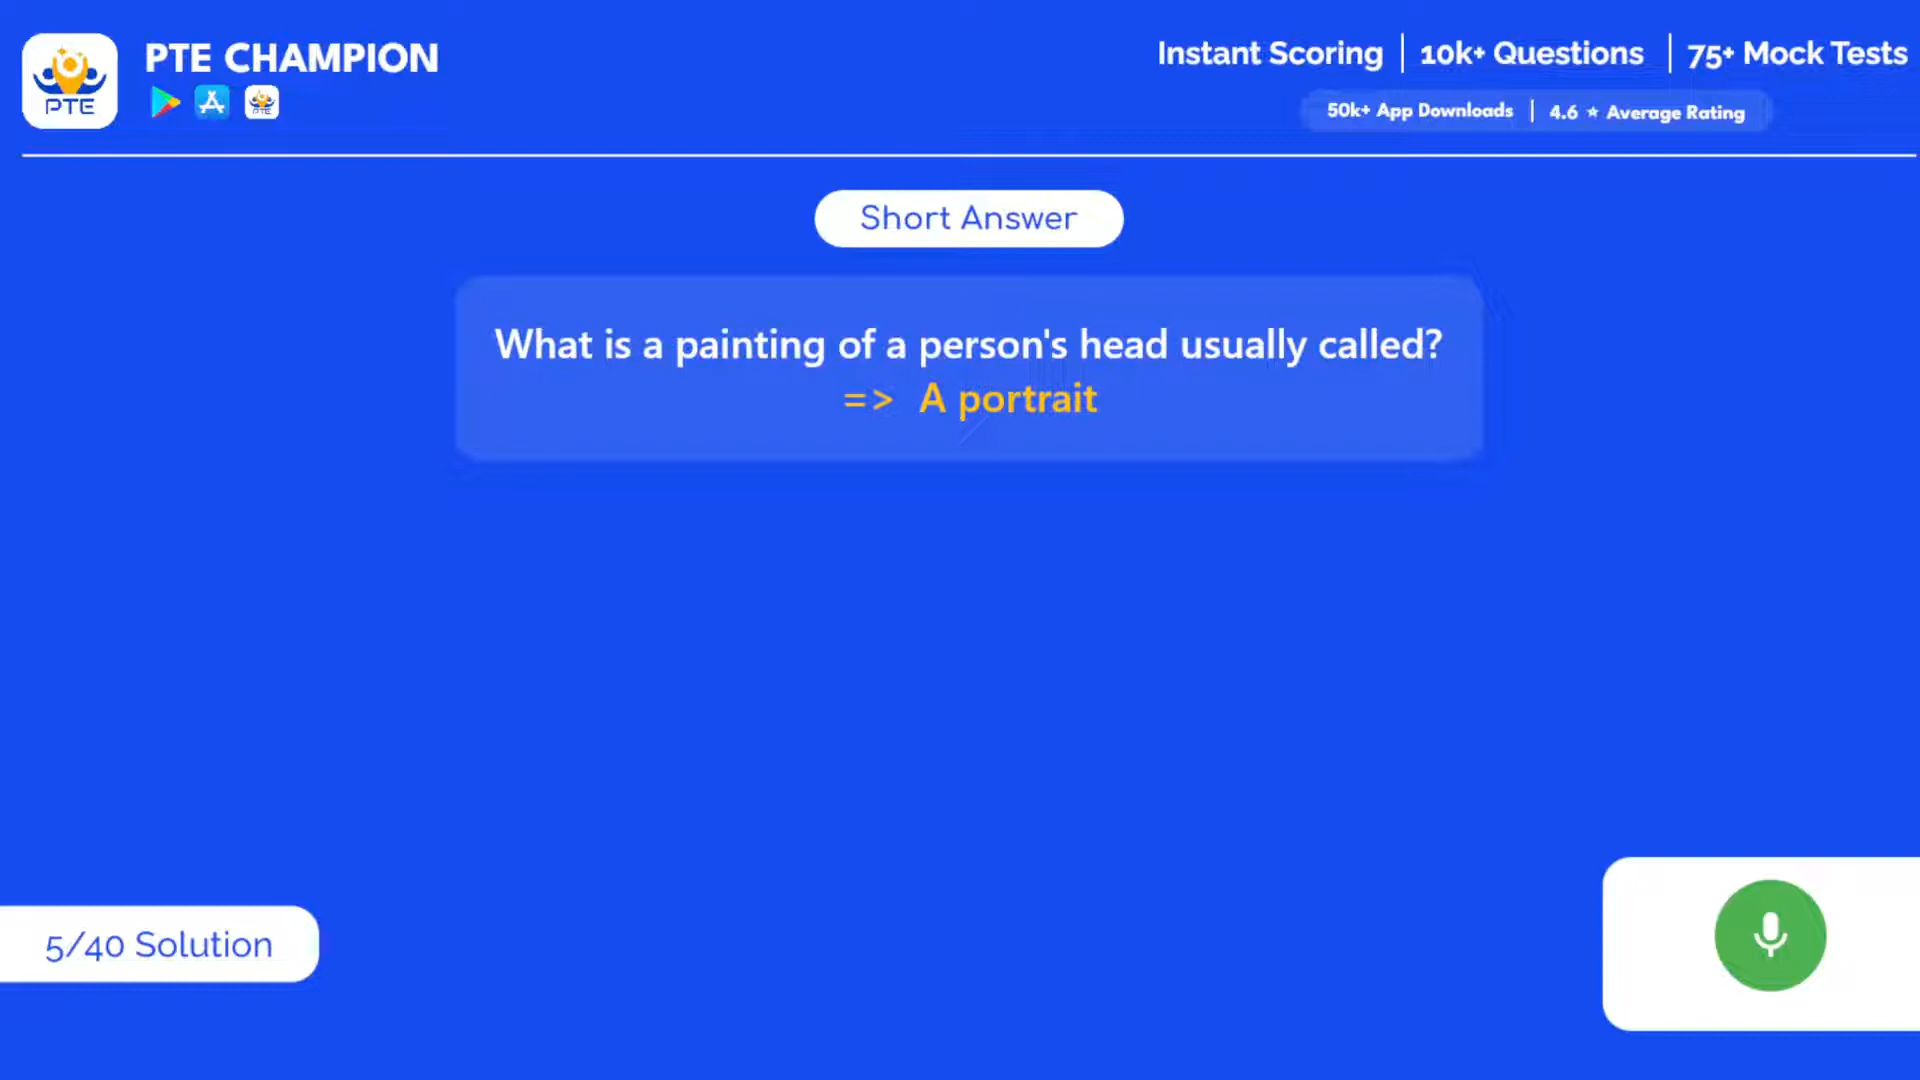 PTE CHAMPION
PTE
PTE
Instant Scoring | 10k+ Questions | 75+ Mock Tests
50k+ App Downloads | 4.6 ★ Average Rating
Short Answer
What is a painting of a person's head usually called?
=> A portrait
5/40 Solution